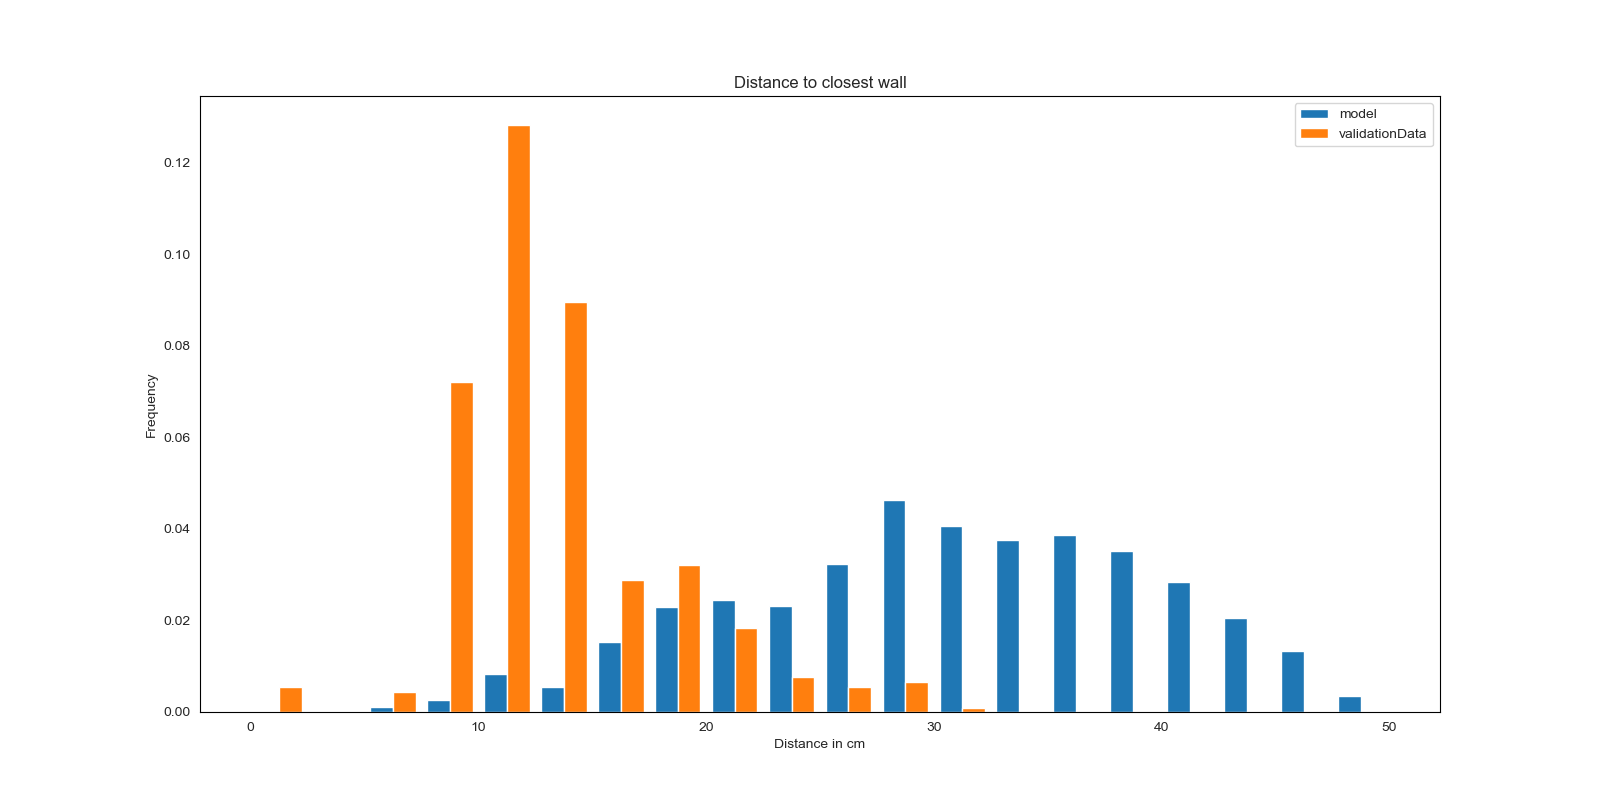 Distance to closest wall
model
validationData
0.12
0.10
0.08
0.06
0.04
0.02
0.00
Frequency
0 10 20 30 40 50
Distance in cm